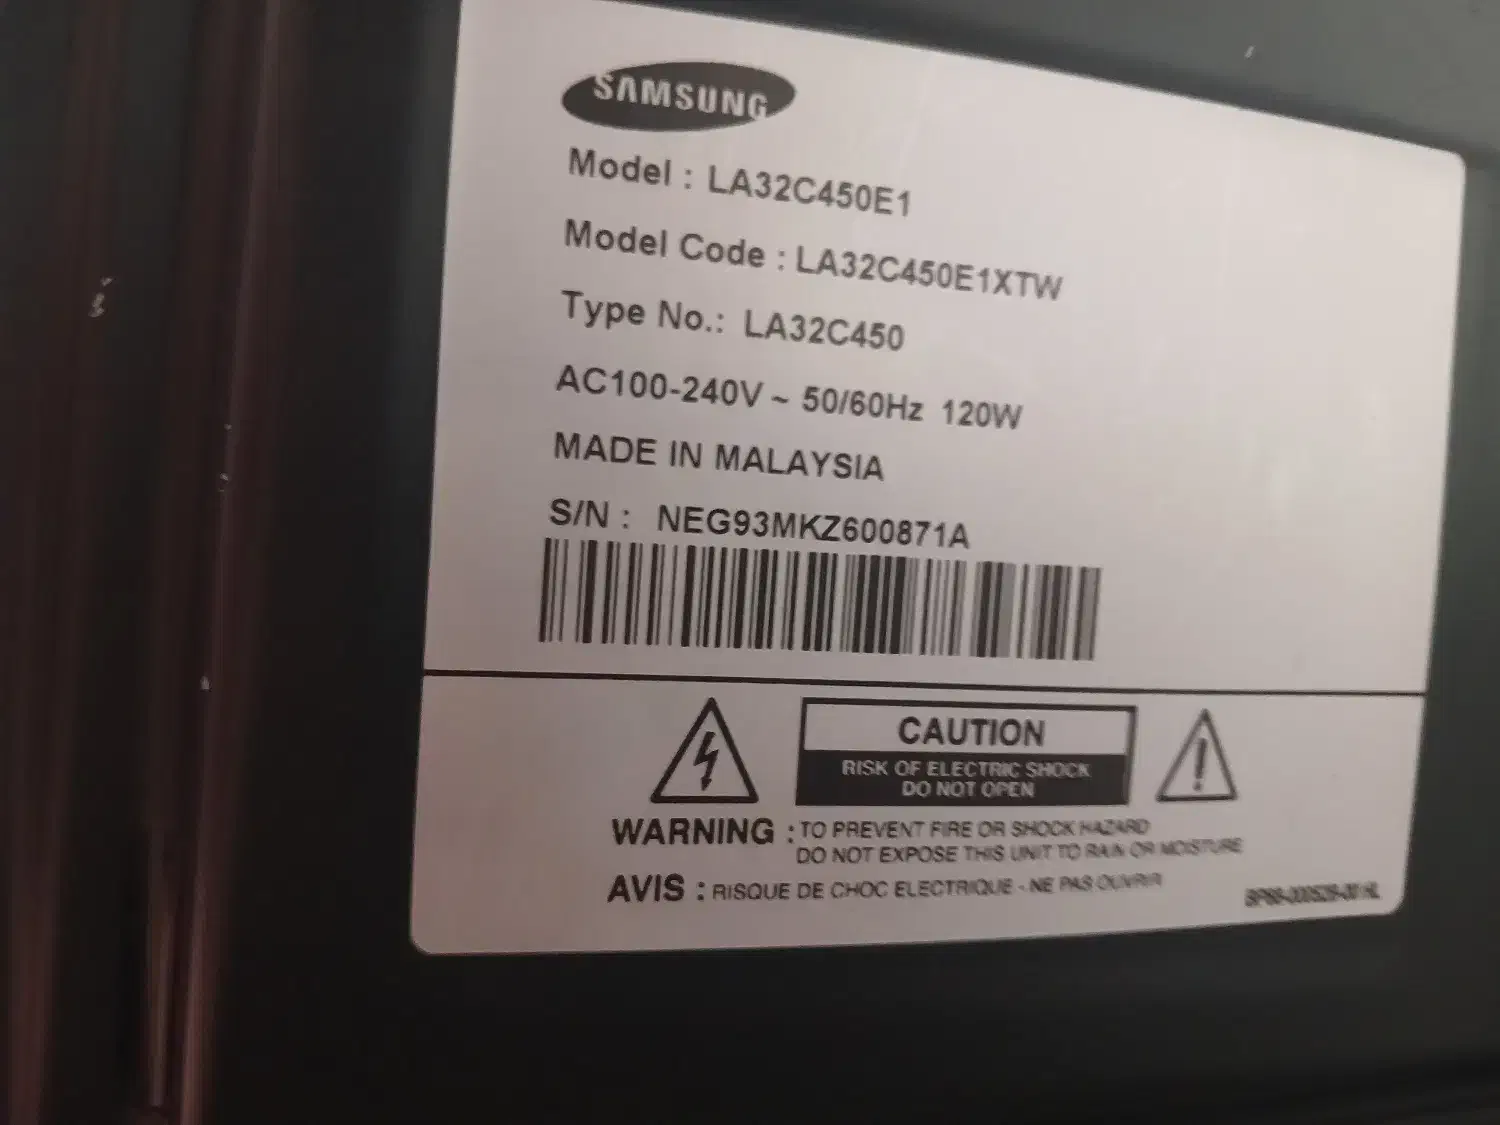 SAMSUNG
Model : LA32C450E1
Model Code : LA32C450E1XTW
Type No.: LA32C450
AC100-240V ~ 50/60Hz 120W
MADE IN MALAYSIA
S/N : NEG93MKZ600871A
CAUTION
RISK OF ELECTRIC SHOCK
DO NOT OPEN
WARNING : TO PREVENT FIRE OR SHOCK HAZARD
DO NOT EXPOSE THIS UNIT TO RAIN OR MOISTURE
AVIS : RISQUE DE CHOC ELECTRIQUE - NE PAS OUVRIR